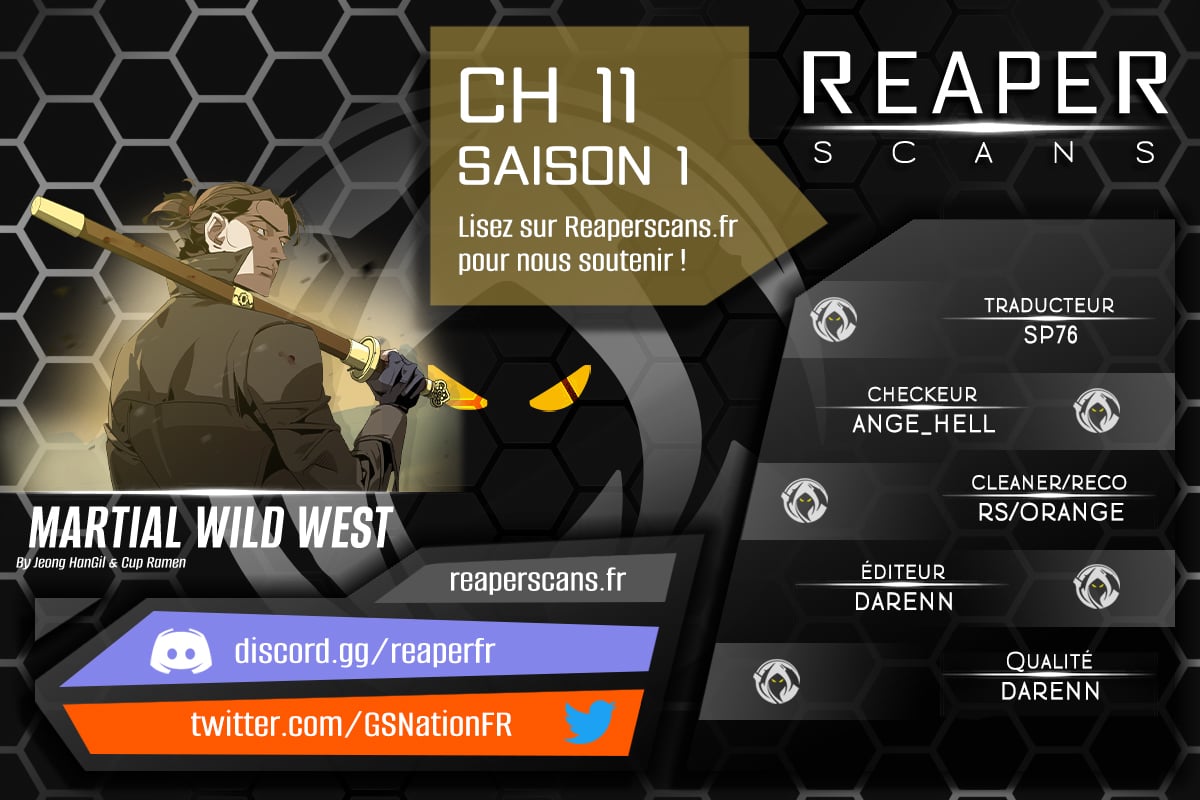 CH 11
SAISON 1
Lisez sur Reaperscans.fr
pour nous soutenir !
REAPER
SCANS
TRADUCTEUR
SP76
CHECKEUR
ANGE_HELL
CLEANER/RECO
RS/ORANGE
ÉDITEUR
DARENN
QUALITÉ
DARENN
MARTIAL WILD WEST
By Jeong HanGil & Cup Ramen
reaperscans.fr
discord.gg/reaperfr
twitter.com/GSNationFR